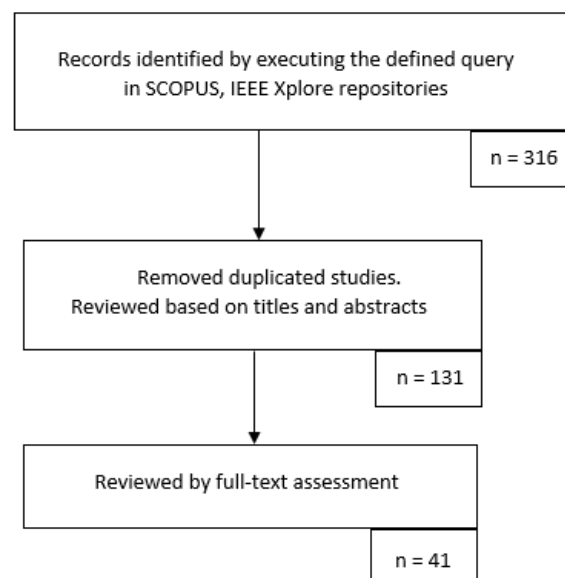 Records identified by executing the defined query
in SCOPUS, IEEE Xplore repositories
n = 316
Removed duplicated studies.
Reviewed based on titles and abstracts
n = 131
Reviewed by full-text assessment
n = 41